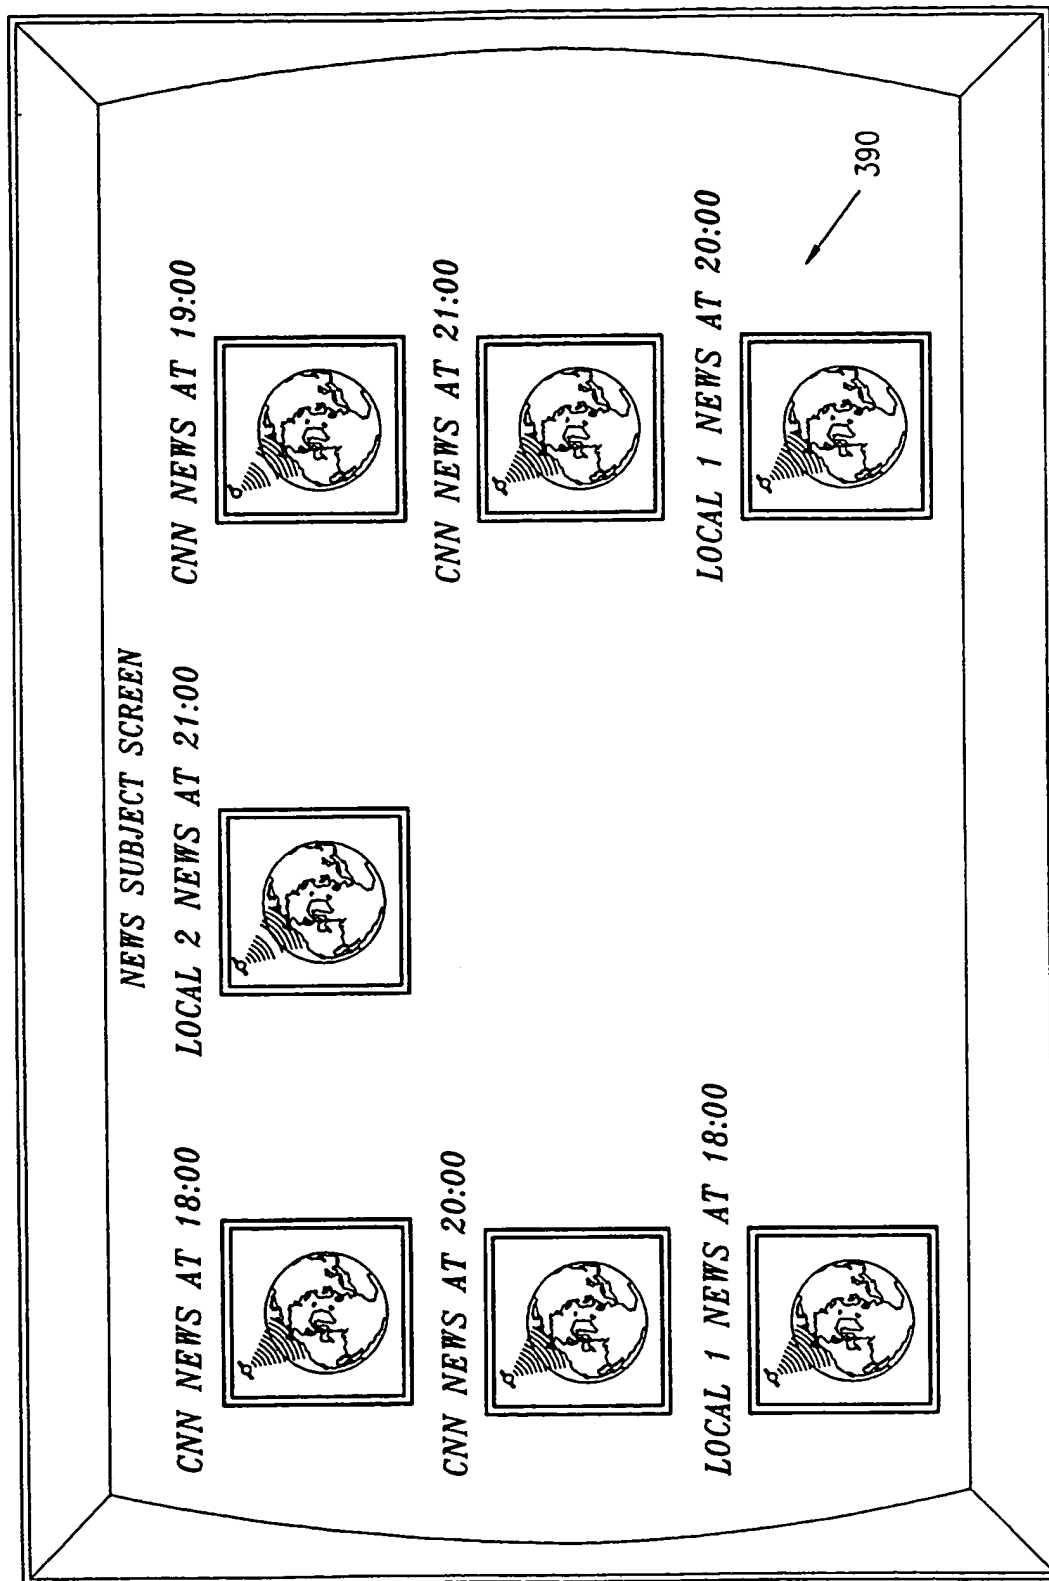 NEWS SUBJECT SCREEN
CNN NEWS AT 18:00
LOCAL 2 NEWS AT 21:00
CNN NEWS AT 19:00
CNN NEWS AT 20:00
CNN NEWS AT 21:00
LOCAL 1 NEWS AT 18:00
LOCAL 1 NEWS AT 20:00
390